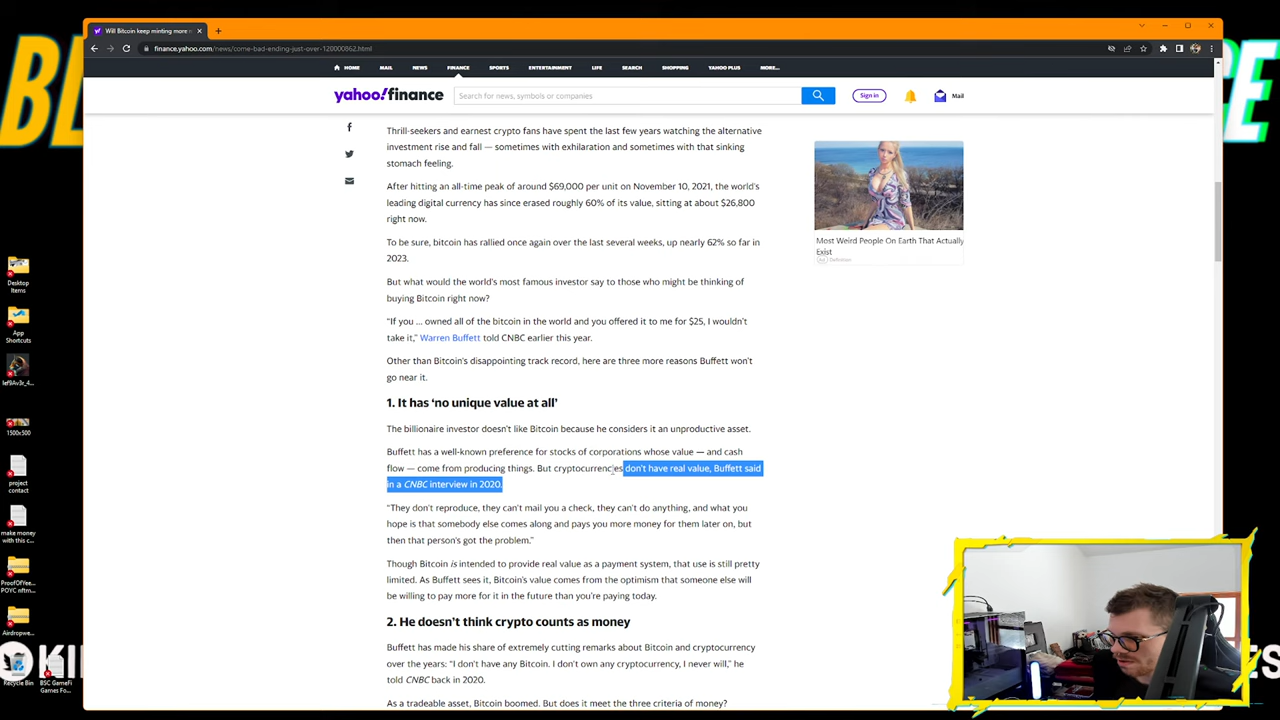 Will Bitcoin keep minting more
finance.yahoo.com/news/come-bad-ending-just-over-120000862.html
HOME MAIL NEWS FINANCE SPORTS ENTERTAINMENT LIFE SEARCH SHOPPING YAHOO PLUS MORE...
yahoo!finance
Search for news, symbols or companies
Sign in
Mail
Thrill-seekers and earnest crypto fans have spent the last few years watching the alternative
investment rise and fall — sometimes with exhilaration and sometimes with that sinking
stomach feeling.
After hitting an all-time peak of around $69,000 per unit on November 10, 2021, the world's
leading digital currency has since erased roughly 60% of its value, sitting at about $26,800
right now.
To be sure, bitcoin has rallied once again over the last several weeks, up nearly 62% so far in
2023.
But what would the world's most famous investor say to those who might be thinking of
buying Bitcoin right now?
“If you ... owned all of the bitcoin in the world and you offered it to me for $25, I wouldn't
take it,” Warren Buffett told CNBC earlier this year.
Other than Bitcoin's disappointing track record, here are three more reasons Buffett won't
go near it.
1. It has ‘no unique value at all’
The billionaire investor doesn't like Bitcoin because he considers it an unproductive asset.
Buffett has a well-known preference for stocks of corporations whose value — and cash
flow — come from producing things. But cryptocurrencies don't have real value, Buffett said
in a CNBC interview in 2020.
“They don't reproduce, they can't mail you a check, they can't do anything, and what you
hope is that somebody else comes along and pays you more money for them later on, but
then that person's got the problem.”
Though Bitcoin is intended to provide real value as a payment system, that use is still pretty
limited. As Buffett sees it, Bitcoin's value comes from the optimism that someone else will
be willing to pay more for it in the future than you're paying today.
2. He doesn't think crypto counts as money
Buffett has made his share of extremely cutting remarks about Bitcoin and cryptocurrency
over the years: “I don't have any Bitcoin. I don't own any cryptocurrency, I never will,” he
told CNBC back in 2020.
As a tradeable asset, Bitcoin boomed. But does it meet the three criteria of money?
Most Weird People On Earth That Actually
Exist
Ad Definition
Desktop
Items
App
Shortcuts
1500x500
project
contact
make money
with this c...
ProofOfYe...
POYC nftm...
Airdropwe...
Recycle Bin
BSC GameFi
Games Fo...